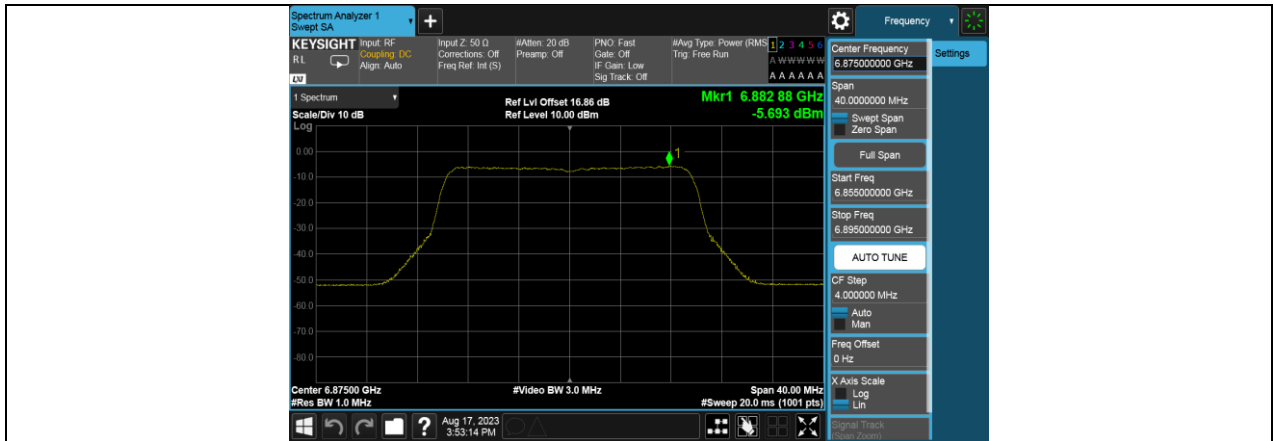 Spectrum Analyzer 1
Swept SA
Frequency
KEYSIGHT
RL
LXI
Input: RF
Coupling: DC
Align: Auto
Input Z: 50 Ω
Corrections: Off
Freq Ref: Int (S)
#Atten: 20 dB
Preamp: Off
PNO: Fast
Gate: Off
IF Gain: Low
Sig Track: Off
#Avg Type: Power (RMS
Trig: Free Run
1 2 3 4 5 6
A W W W W W
A A A A A A
1 Spectrum
Scale/Div 10 dB
Ref Lvl Offset 16.86 dB
Ref Level 10.00 dBm
Mkr1 6.882 88 GHz
-5.693 dBm
Log
0.00
-10.0
-20.0
-30.0
-40.0
-50.0
-60.0
-70.0
-80.0
1
Center 6.87500 GHz
#Res BW 1.0 MHz
#Video BW 3.0 MHz
Span 40.00 MHz
#Sweep 20.0 ms (1001 pts)
Aug 17, 2023
3:53:14 PM
Center Frequency
6.875000000 GHz
Settings
Span
40.0000000 MHz
Swept Span
Zero Span
Full Span
Start Freq
6.855000000 GHz
Stop Freq
6.895000000 GHz
AUTO TUNE
CF Step
4.000000 MHz
Auto
Man
Freq Offset
0 Hz
X Axis Scale
Log
Lin
Signal Track
(Span Zoom)